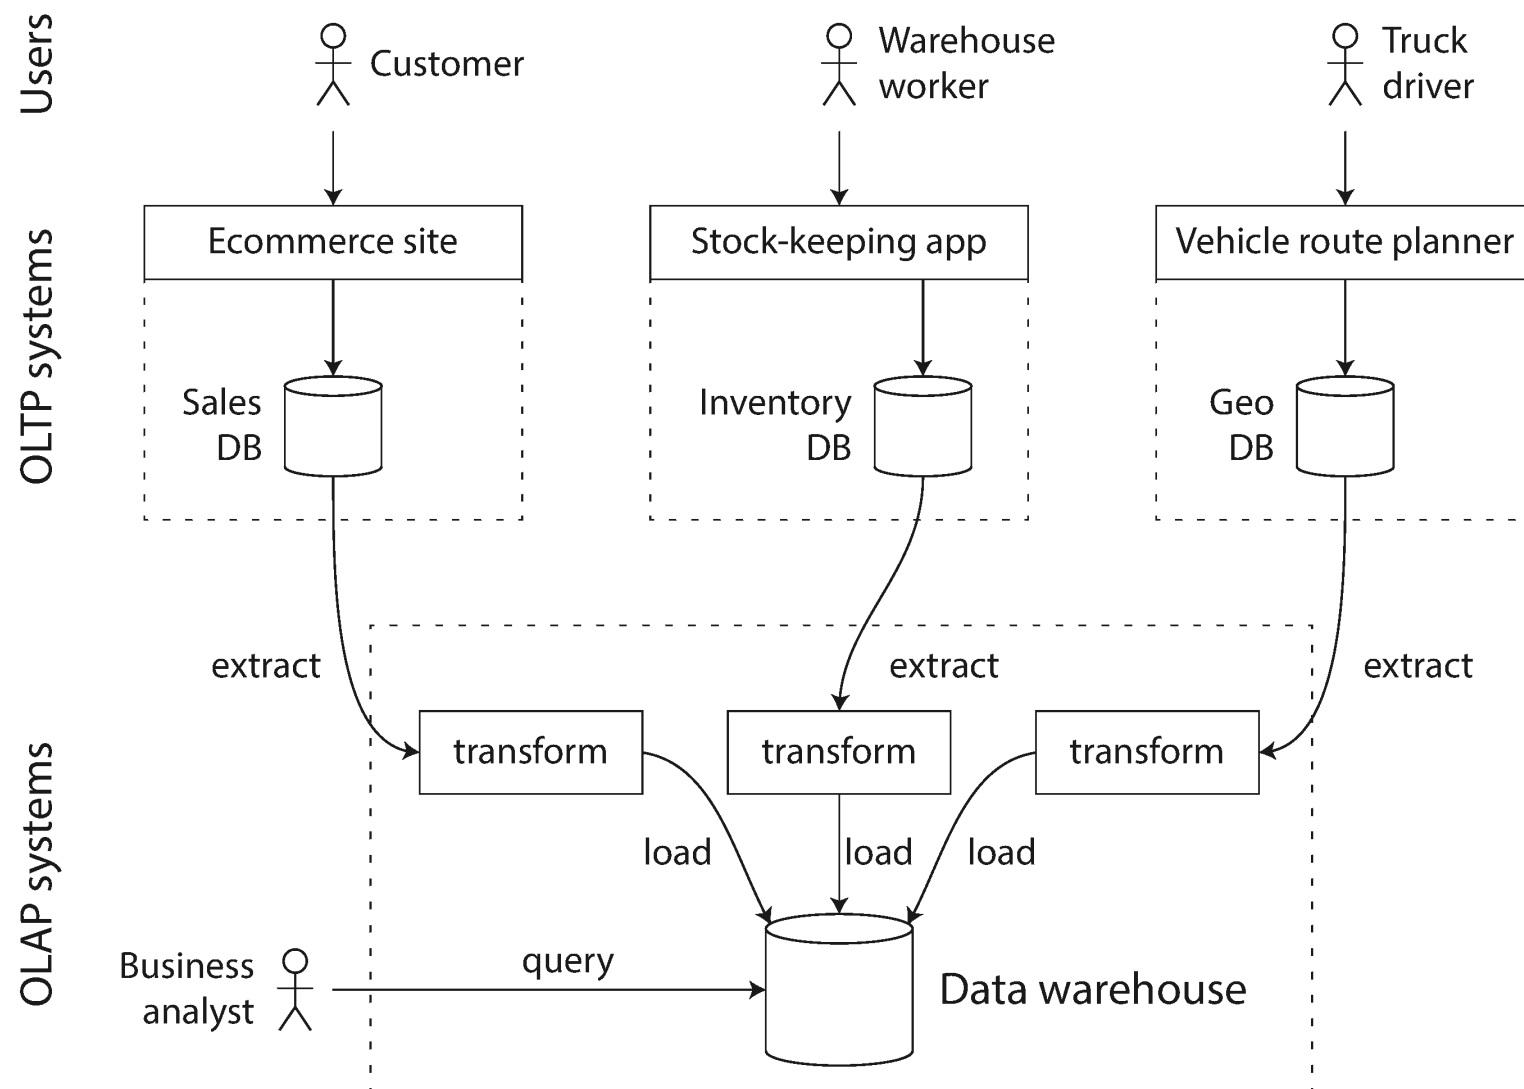 Users
Customer
Warehouse
worker
Truck
driver
OLTP systems
Ecommerce site
Stock-keeping app
Vehicle route planner
Sales
DB
Inventory
DB
Geo
DB
extract
extract
extract
OLAP systems
transform
transform
transform
load
load
load
Business
analyst
query
Data warehouse